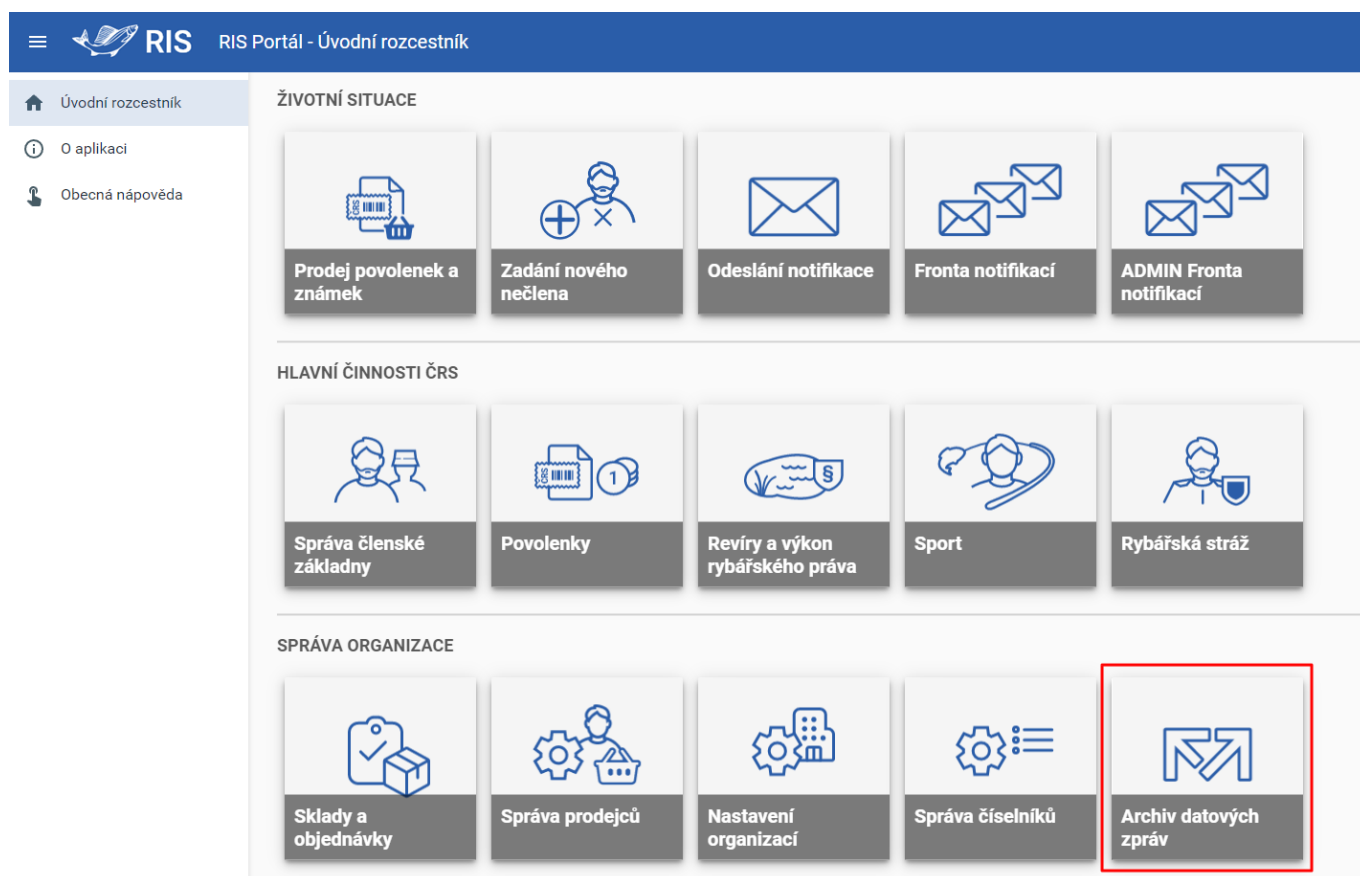 RIS RIS Portál - Úvodní rozcestník
Úvodní rozcestník
O aplikaci
Obecná nápověda
ŽIVOTNÍ SITUACE
Prodej povolenek a
známek
Zadání nového
nečlena
Odeslání notifikace
Fronta notifikací
ADMIN Fronta
notifikací
HLAVNÍ ČINNOSTI ČRS
Správa členské
základny
Povolenky
Revíry a výkon
rybářského práva
Sport
Rybářská stráž
SPRÁVA ORGANIZACE
Sklady a
objednávky
Správa prodejců
Nastavení
organizací
Správa číselníků
Archiv datových
zpráv